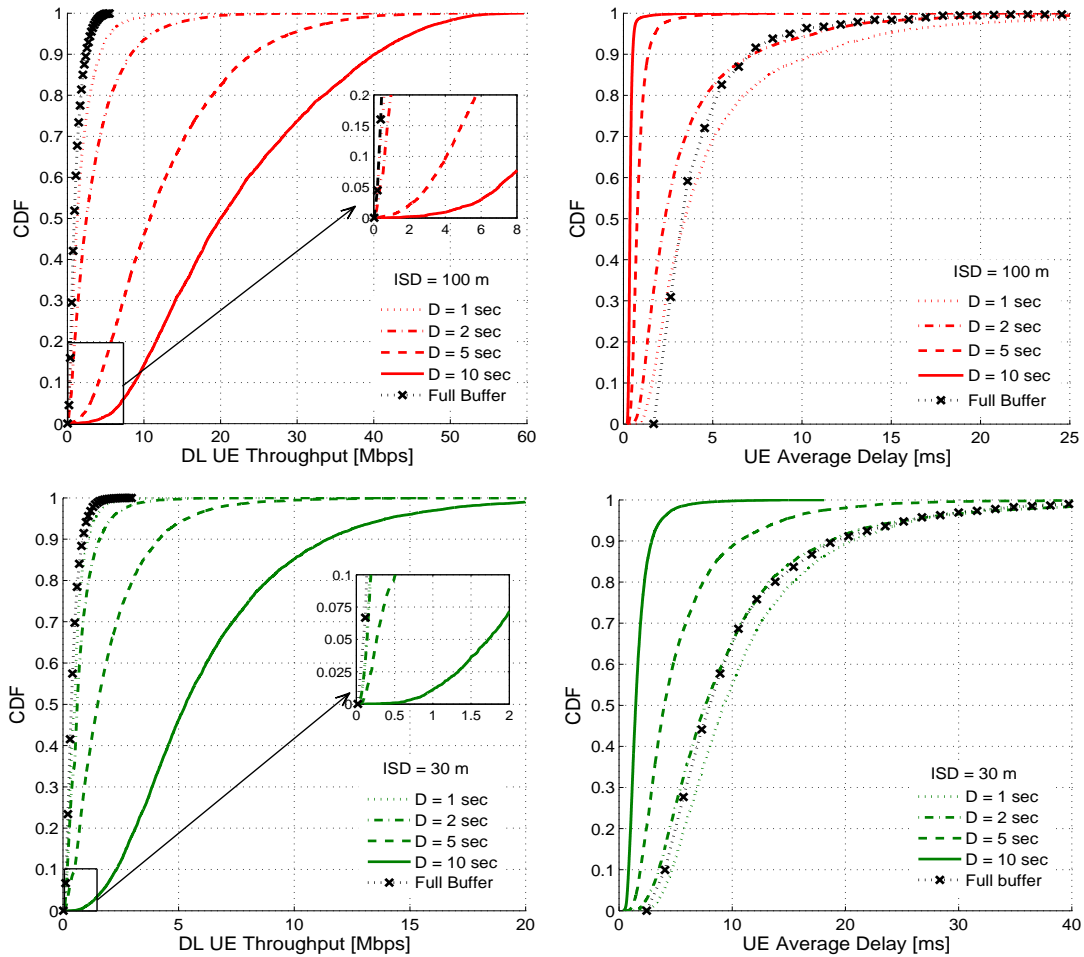 1
0.9
0.8
0.7
0.6
0.5
0.4
0.3
0.2
0.1
0
CDF
0.2
0.15
0.1
0.05
0
0 2 4 6 8
ISD = 100 m
D = 1 sec
D = 2 sec
D = 5 sec
D = 10 sec
Full Buffer
0 10 20 30 40 50 60
DL UE Throughput [Mbps]
1
0.9
0.8
0.7
0.6
0.5
0.4
0.3
0.2
0.1
0
CDF
ISD = 100 m
D = 1 sec
D = 2 sec
D = 5 sec
D = 10 sec
Full Buffer
0 5 10 15 20 25
UE Average Delay [ms]
1
0.9
0.8
0.7
0.6
0.5
0.4
0.3
0.2
0.1
0
CDF
0.1
0.075
0.05
0.025
0
0 0.5 1 1.5 2
ISD = 30 m
D = 1 sec
D = 2 sec
D = 5 sec
D = 10 sec
Full Buffer
0 5 10 15 20
DL UE Throughput [Mbps]
1
0.9
0.8
0.7
0.6
0.5
0.4
0.3
0.2
0.1
0
CDF
ISD = 30 m
D = 1 sec
D = 2 sec
D = 5 sec
D = 10 sec
Full buffer
0 10 20 30 40
UE Average Delay [ms]